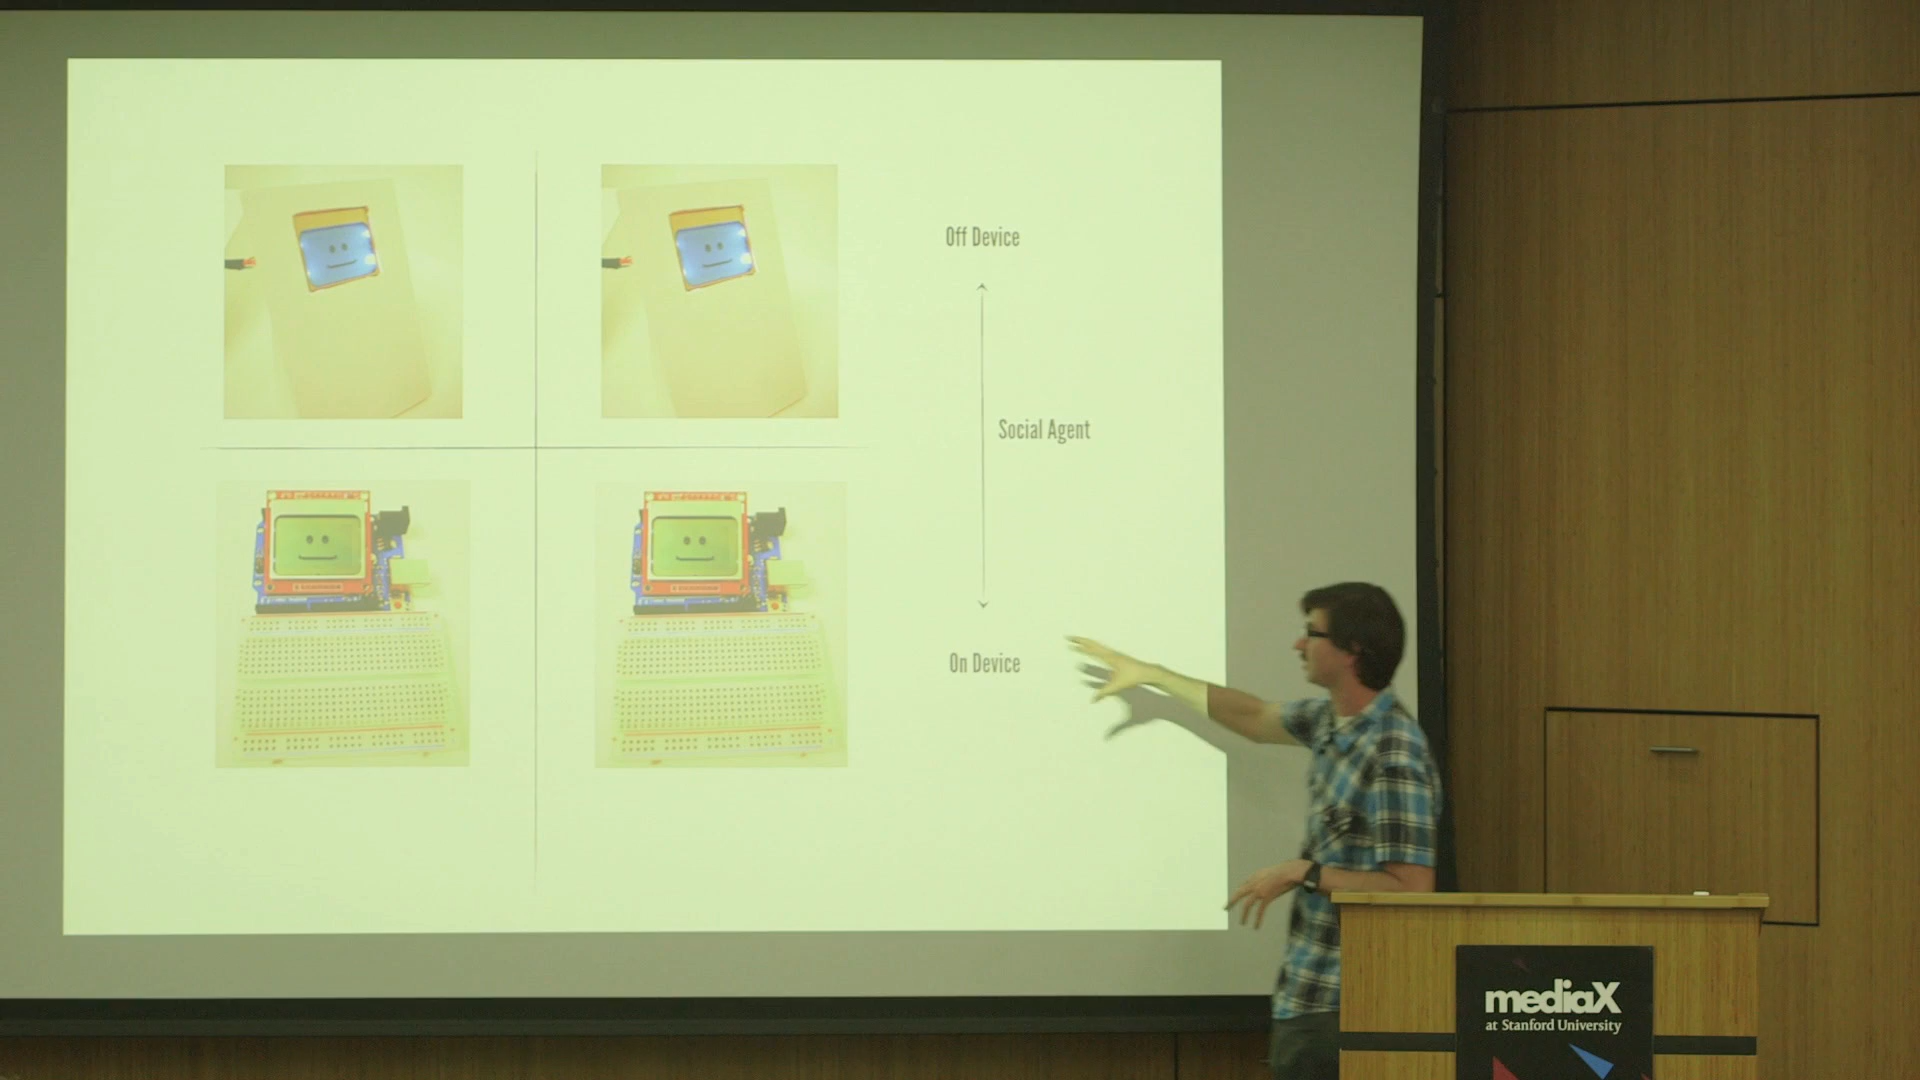 Off Device
Social Agent
On Device
mediaX
at Stanford University